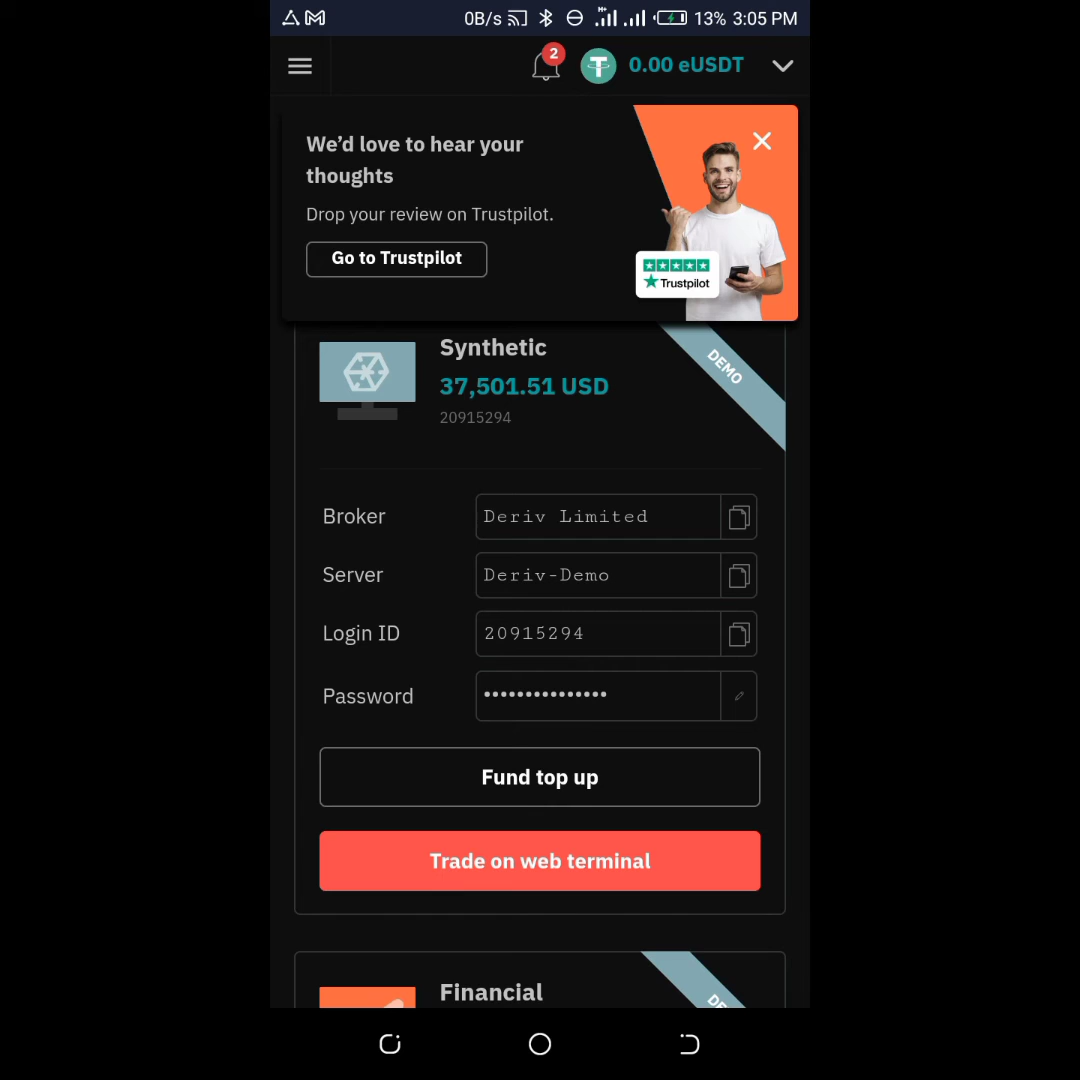 0B/s H+ 13% 3:05 PM
2
0.00 eUSDT
We’d love to hear your
thoughts
Drop your review on Trustpilot.
Go to Trustpilot
Trustpilot
Synthetic
37,501.51 USD
20915294
DEMO
Broker
Deriv Limited
Server
Deriv-Demo
Login ID
20915294
Password
•••••••••••••••
Fund top up
Trade on web terminal
Financial
DE